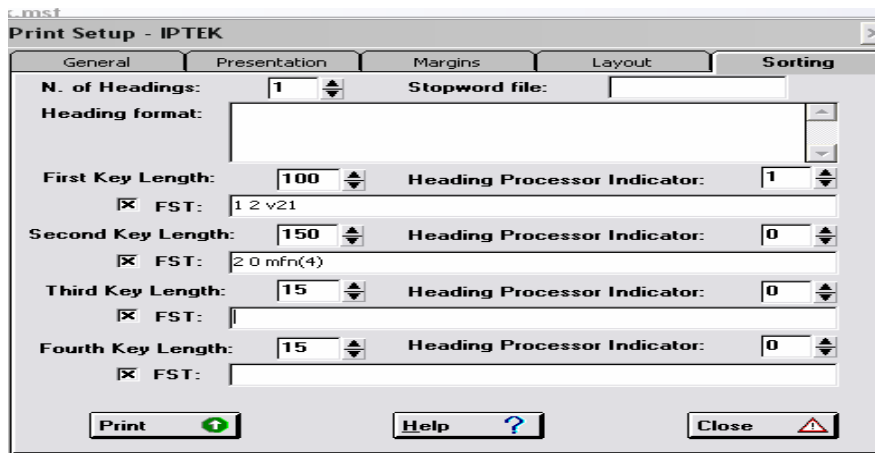 .mst
Print Setup - IPTEK
General Presentation Margins Layout Sorting
N. of Headings: 1 Stopword file:
Heading format:
First Key Length: 100 Heading Processor Indicator: 1
FST: 1 2 v21
Second Key Length: 150 Heading Processor Indicator: 0
FST: 2 0 mfn(4)
Third Key Length: 15 Heading Processor Indicator: 0
FST:
Fourth Key Length: 15 Heading Processor Indicator: 0
FST:
Print Help ? Close